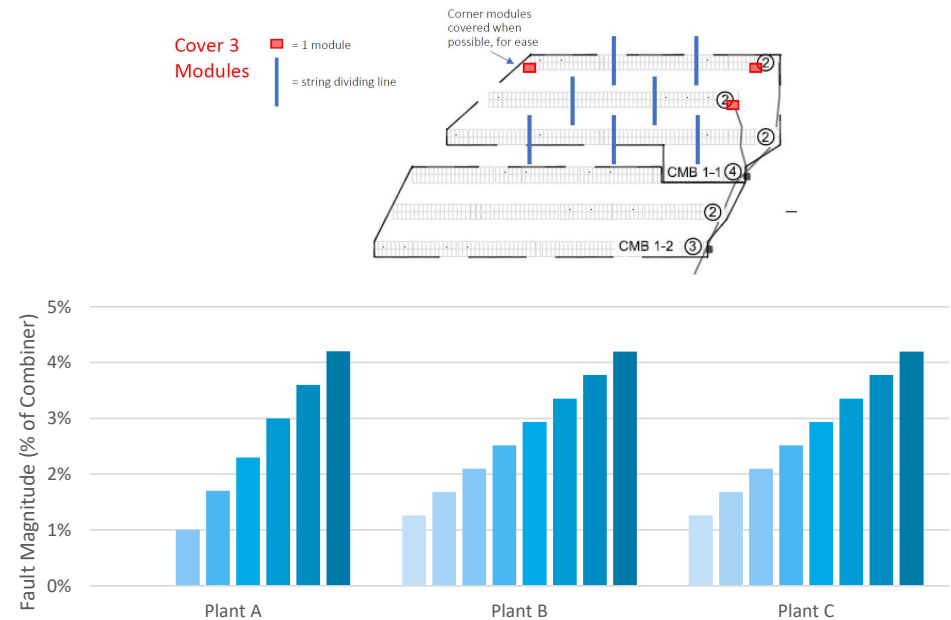 Corner modules
covered when
possible, for ease
Cover 3
Modules
= 1 module
= string dividing line
2
2
2
CMB 1-1 4
2
CMB 1-2 3
–
Fault Magnitude (% of Combiner)
5%
4%
3%
2%
1%
0%
Plant A
Plant B
Plant C